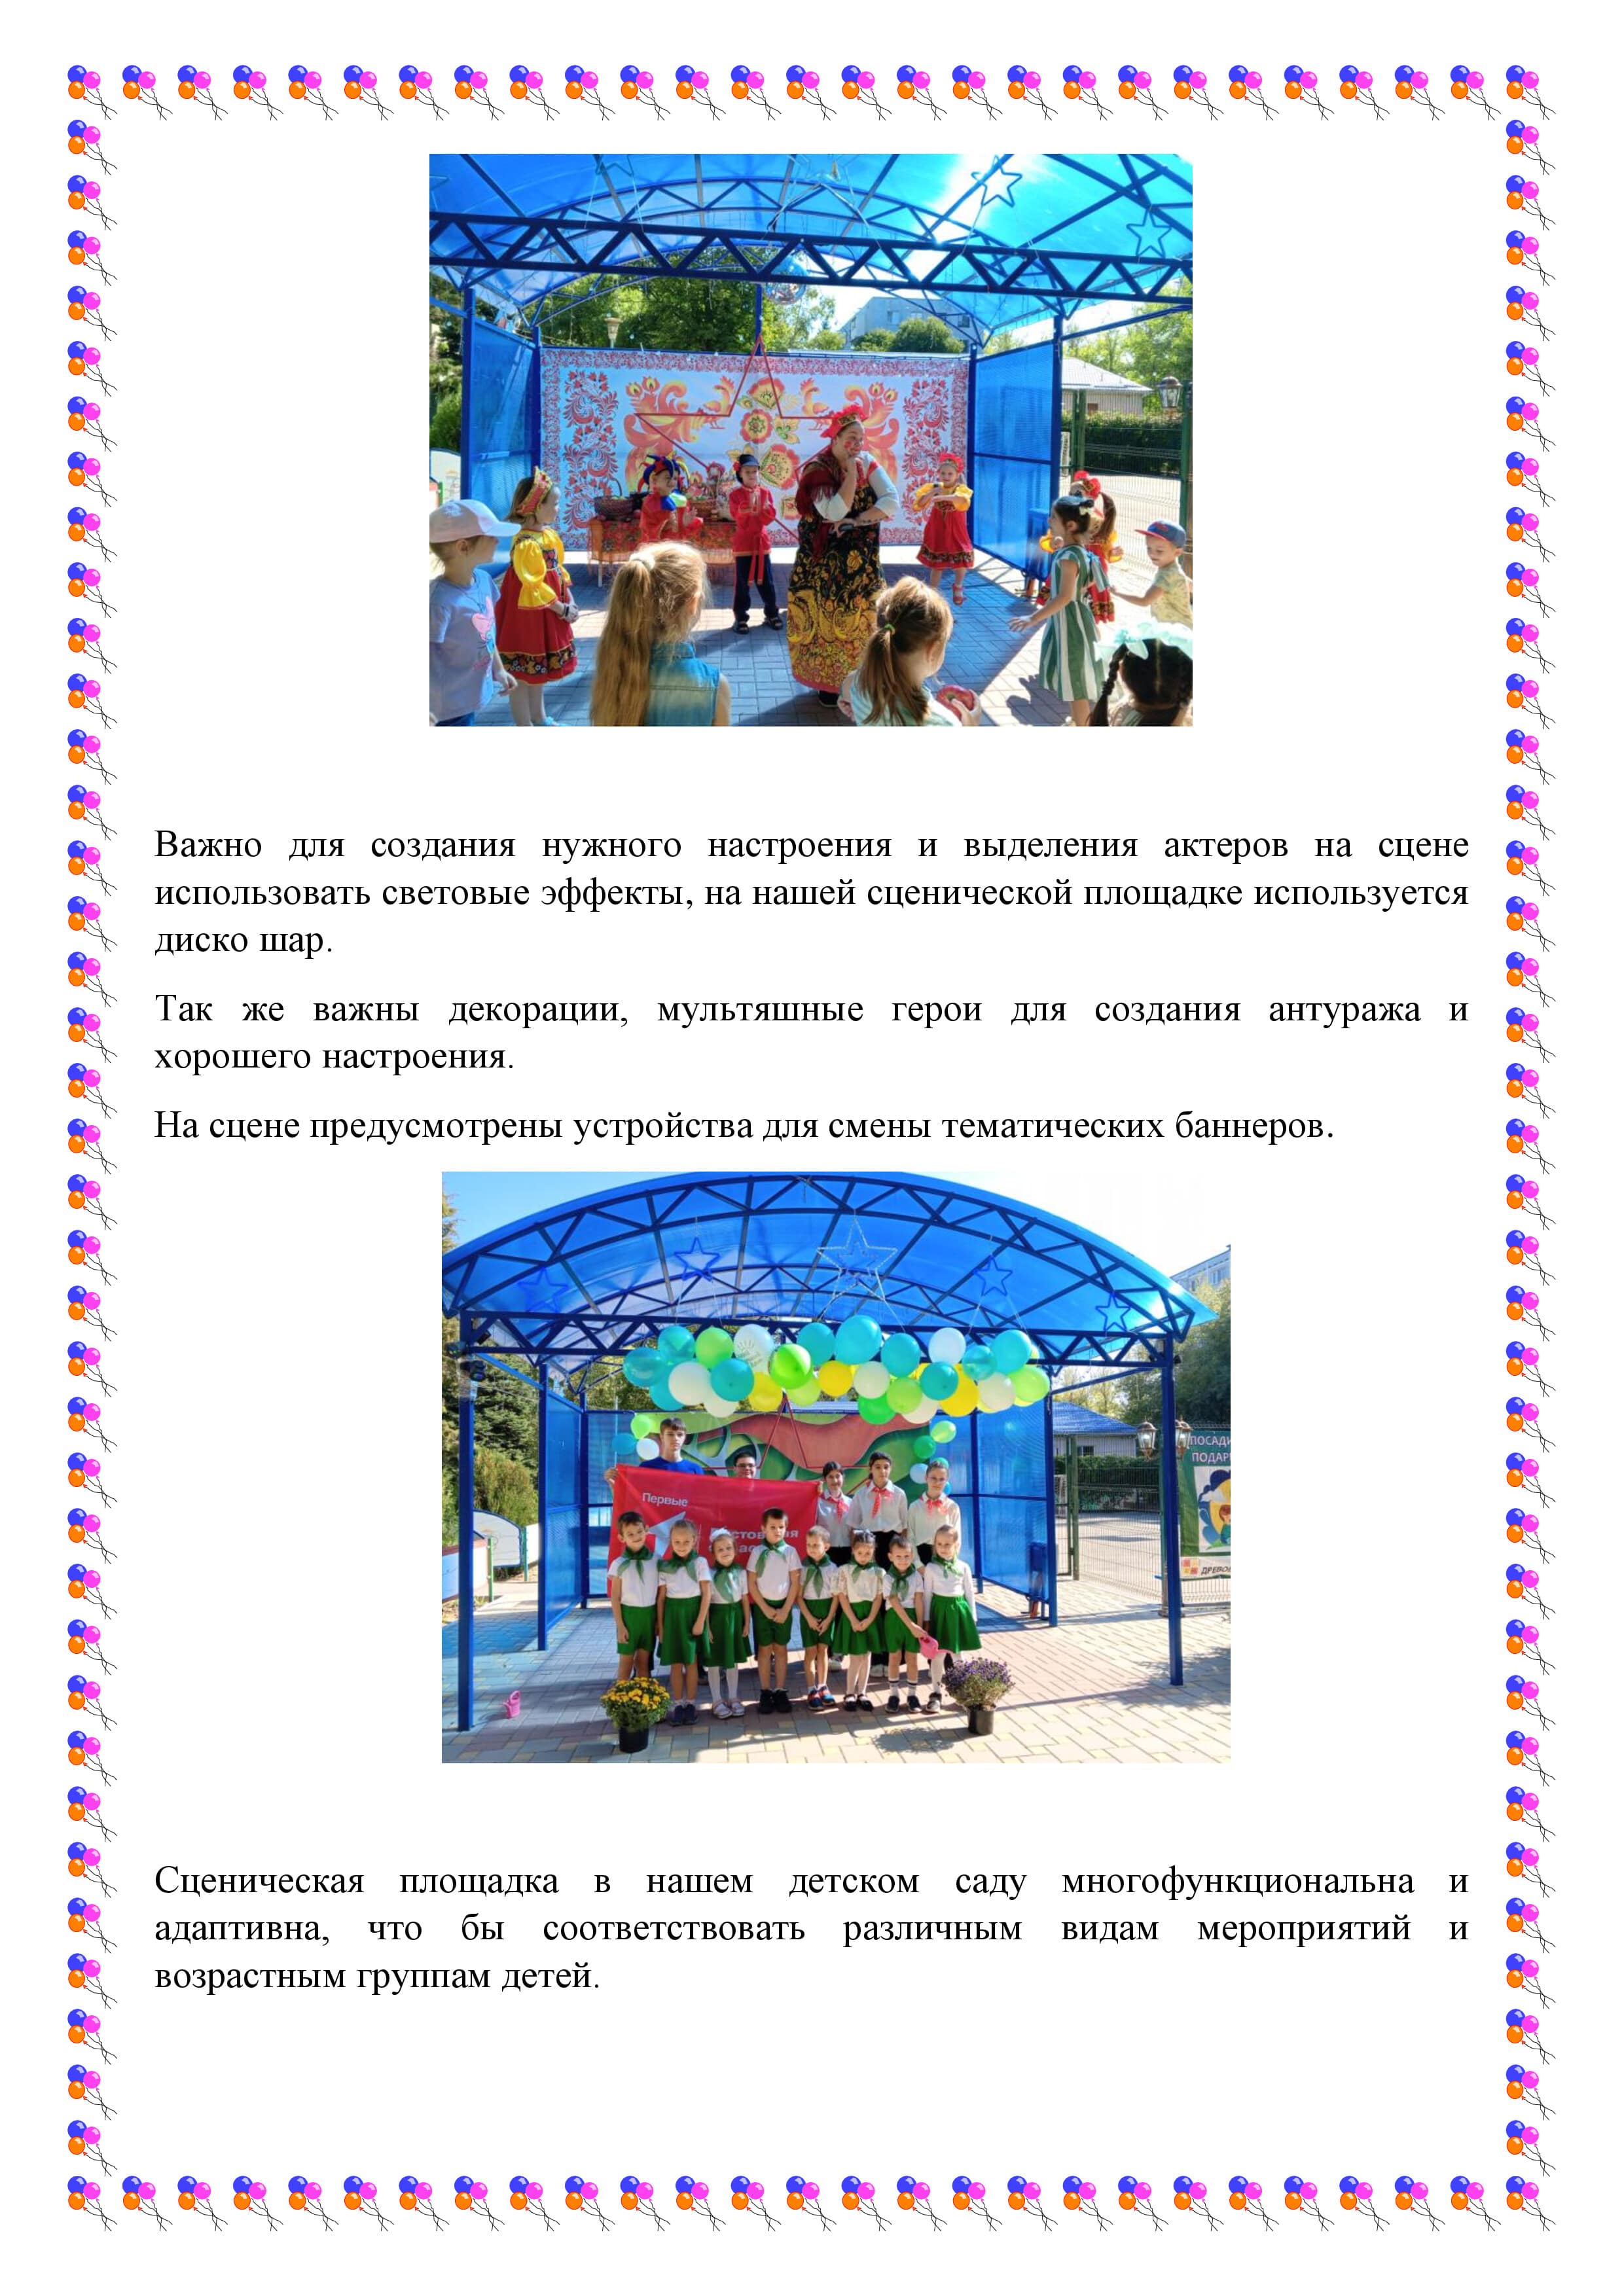 Важно для создания нужного настроения и выделения актеров на сцене
использовать световые эффекты, на нашей сценической площадке используется
диско шар.
Так же важны декорации, мультяшные герои для создания антуража и
хорошего настроения.
На сцене предусмотрены устройства для смены тематических баннеров.
ПОСАДИ
ПОДАР
Первые
Сценическая площадка в нашем детском саду многофункциональна и
адаптивна, что бы соответствовать различным видам мероприятий и
возрастным группам детей.